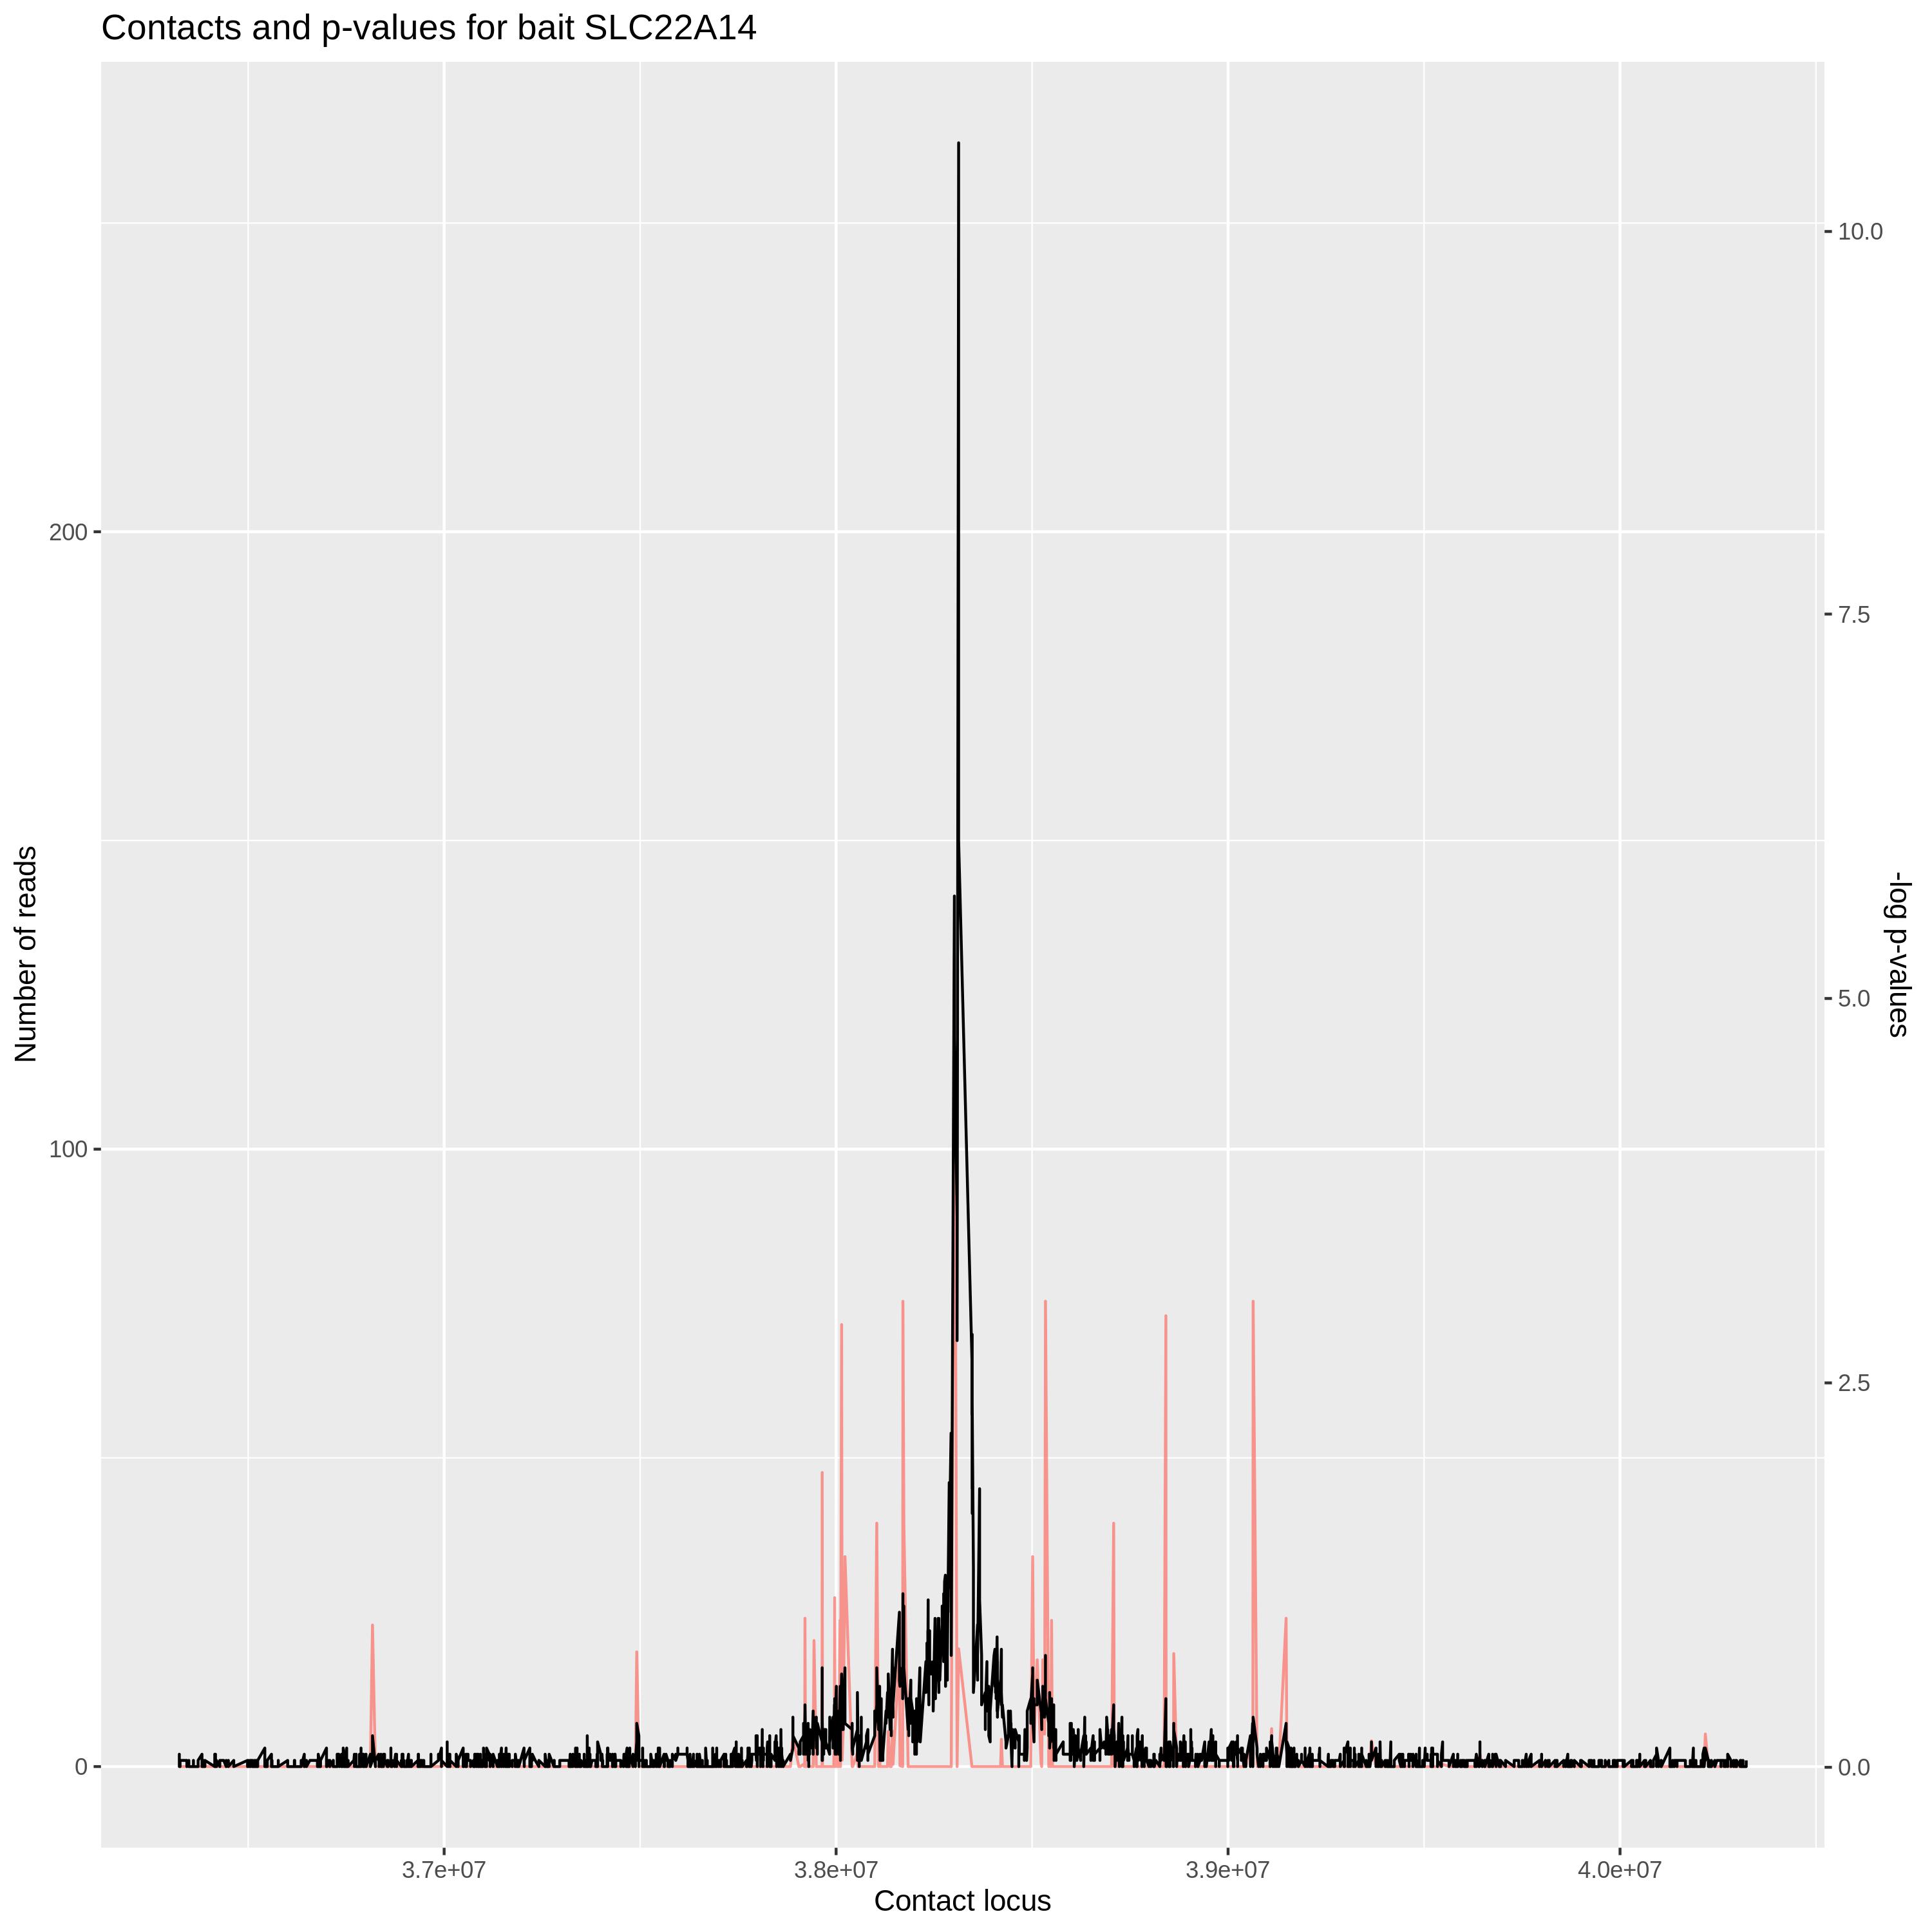 Contacts and p-values for bait SLC22A14
Number of reads
200
100
0
10.0
7.5
5.0
2.5
0.0
-log p-values
3.7e+07 3.8e+07 3.9e+07 4.0e+07
Contact locus